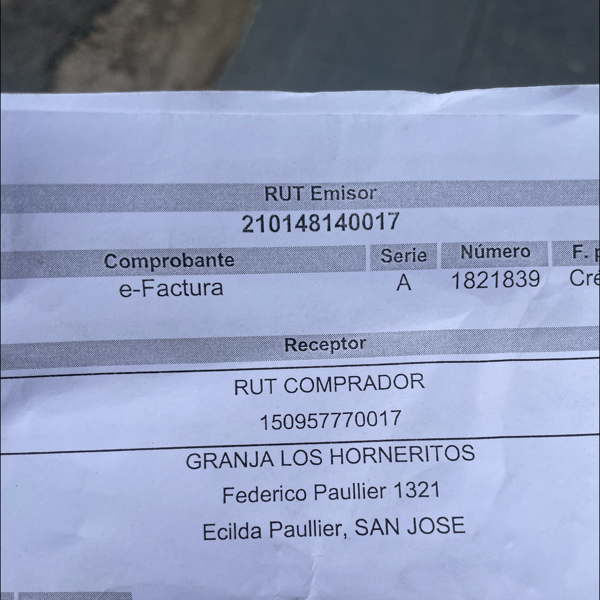 RUT Emisor
210148140017
Comprobante Serie Número F.
e-Factura A 1821839
Receptor
RUT COMPRADOR
150957770017
GRANJA LOS HORNERITOS
Federico Paullier 1321
Ecilda Paullier, SAN JOSE